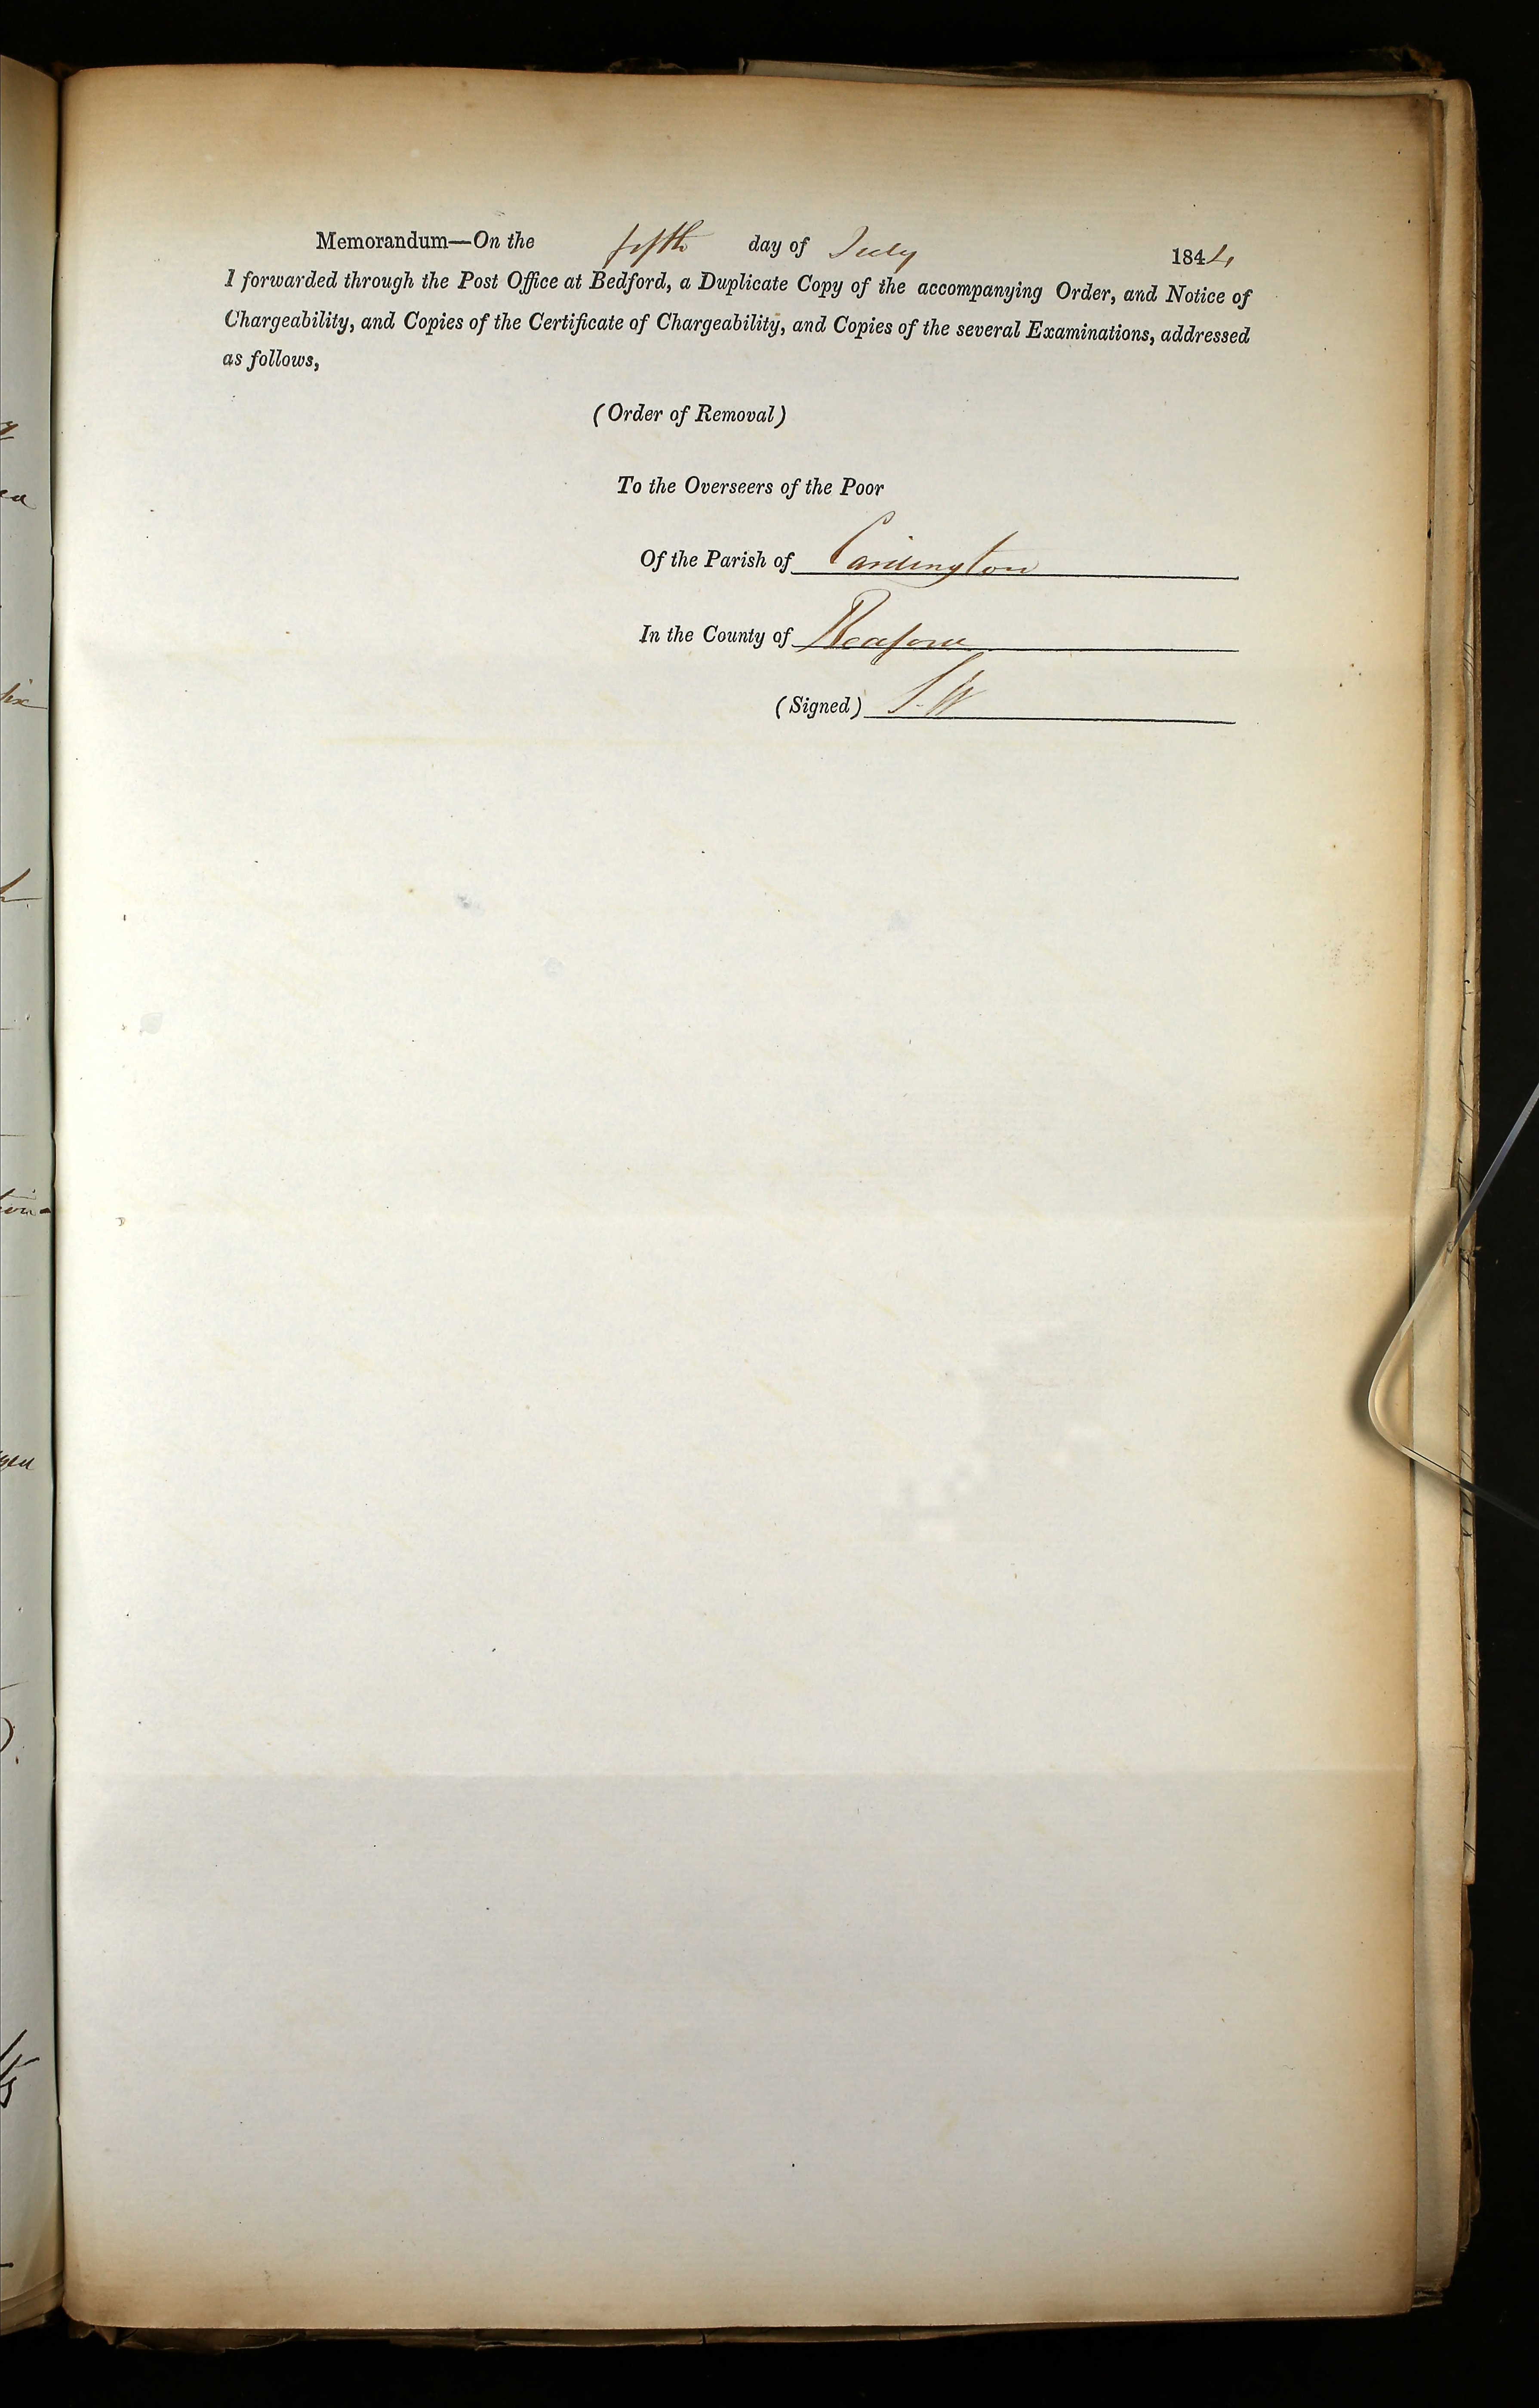 Memorandum—On the fifth day of July 1844
I forwarded through the Post Office at Bedford, a Duplicate Copy of the accompanying Order, and Notice of
Chargeability, and Copies of the Certificate of Chargeability, and Copies of the several Examinations, addressed
as follows,
(Order of Removal)
To the Overseers of the Poor
Of the Parish of Cardington
In the County of Bedford
(Signed) S. W